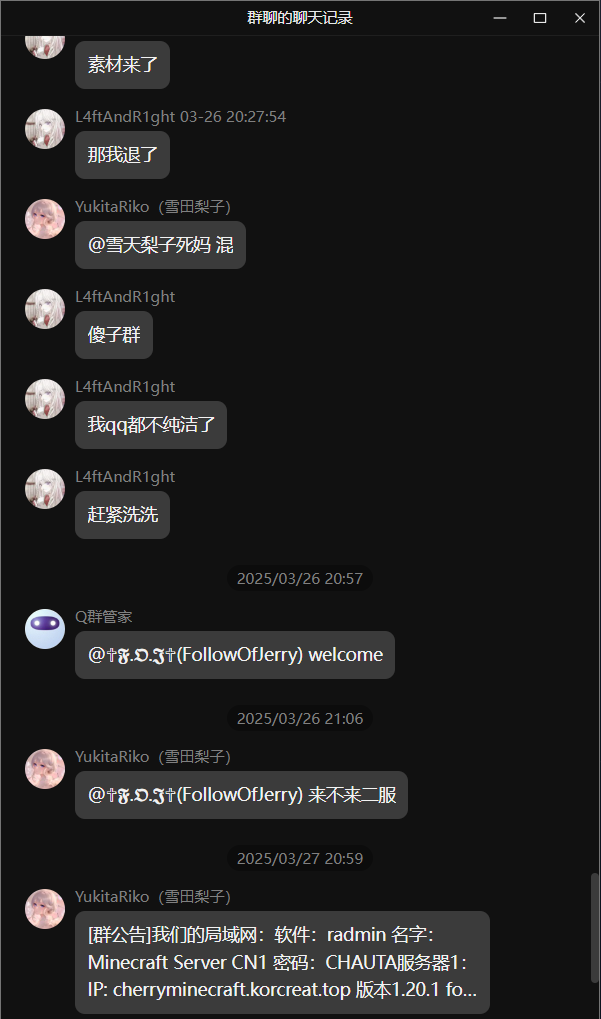 群聊的聊天记录
素材来了
L4ftAndR1ght 03-26 20:27:54
那我退了
YukitaRiko（雪田梨子）
@雪天梨子死妈 混
L4ftAndR1ght
傻子群
L4ftAndR1ght
我qq都不纯洁了
L4ftAndR1ght
赶紧洗洗
2025/03/26 20:57
Q群管家
@✞𝕱.𝕺.𝕵✞(FollowOfJerry) welcome
2025/03/26 21:06
YukitaRiko（雪田梨子）
@✞𝕱.𝕺.𝕵✞(FollowOfJerry) 来不来二服
2025/03/27 20:59
YukitaRiko（雪田梨子）
[群公告]我们的局域网：软件：radmin 名字：
Minecraft Server CN1 密码：CHAUTA服务器1：
IP: cherryminecraft.korcreat.top 版本1.20.1 fo...